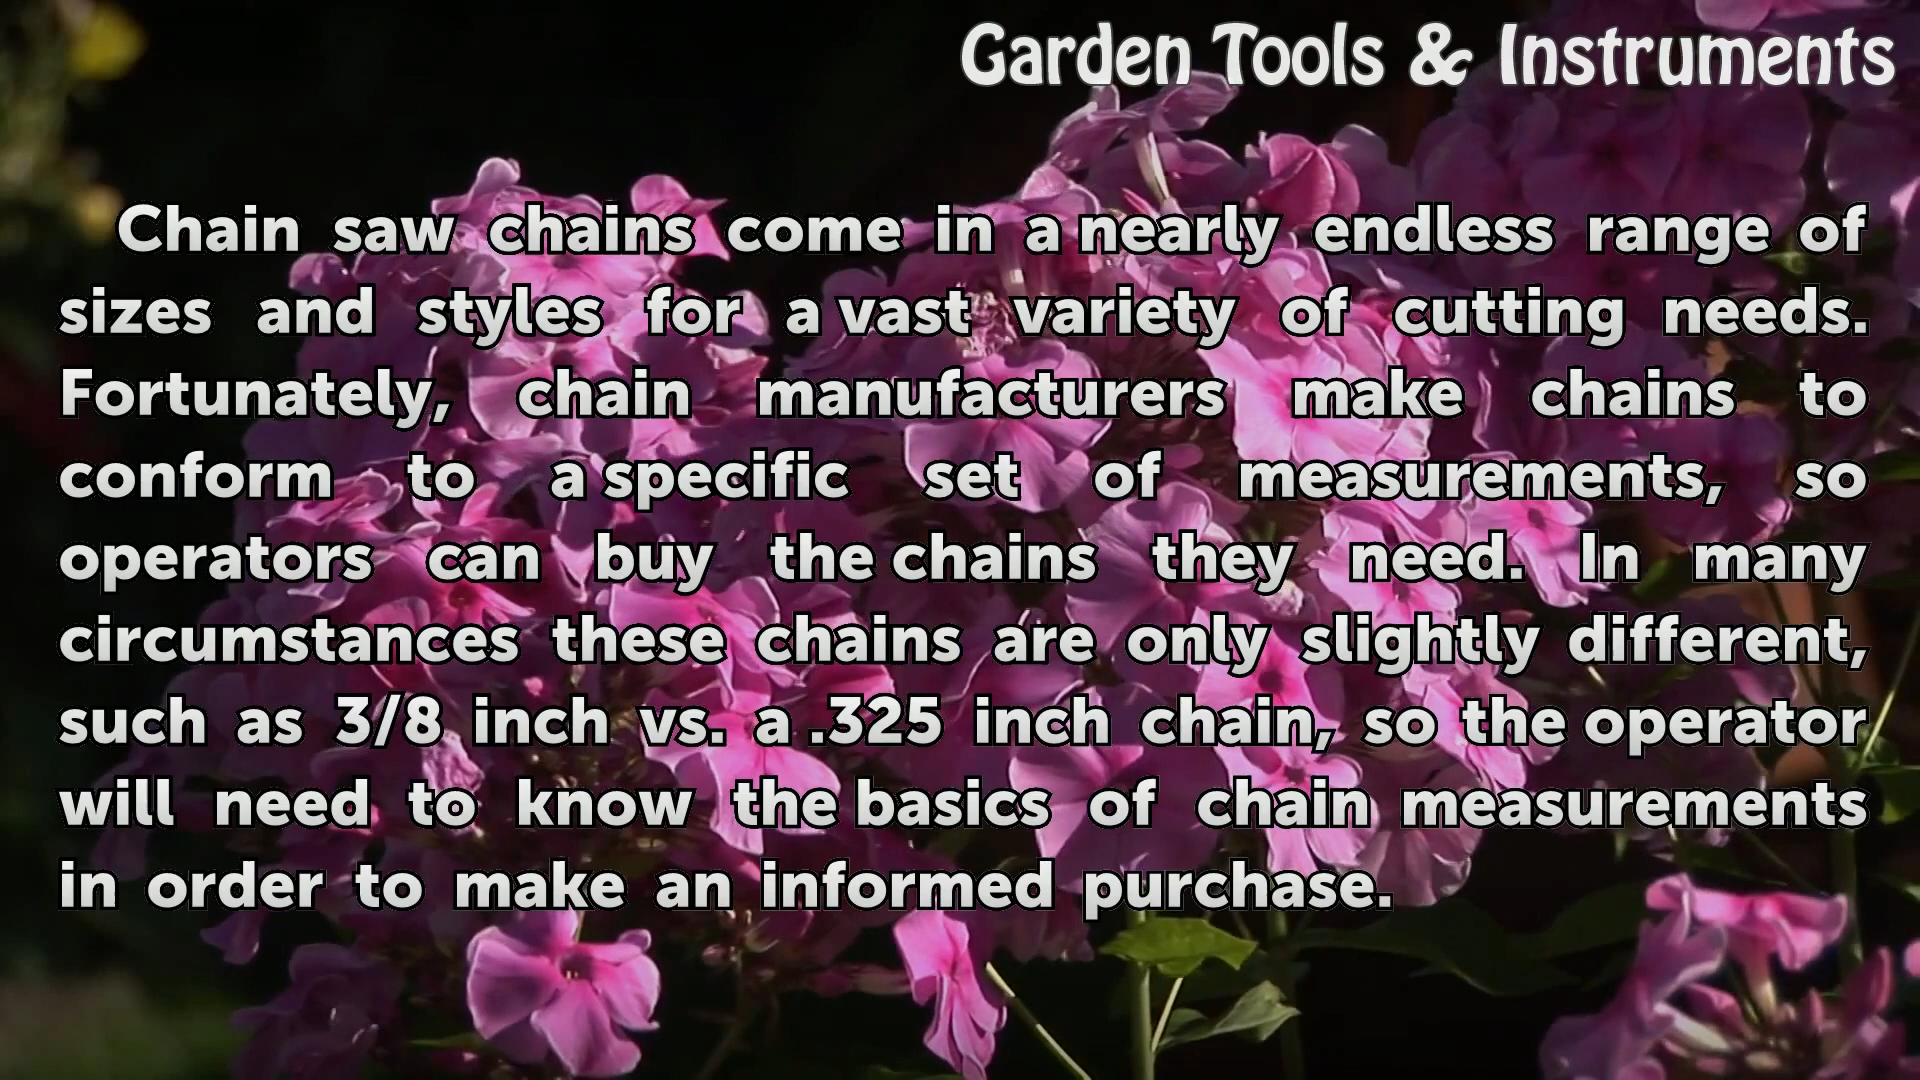 Garden Tools & Instruments
Chain saw chains come in a nearly endless range of
sizes and styles for a vast variety of cutting needs.
Fortunately, chain manufacturers make chains to
conform to a specific set of measurements, so
operators can buy the chains they need. In many
circumstances these chains are only slightly different,
such as 3/8 inch vs. a .325 inch chain, so the operator
will need to know the basics of chain measurements
in order to make an informed purchase.